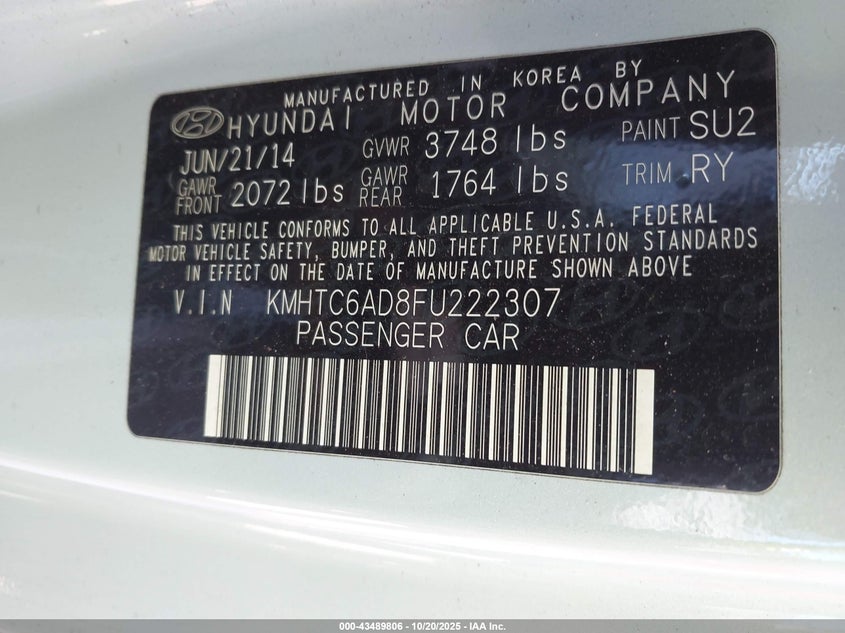 MANUFACTURED IN KOREA BY
HYUNDAI MOTOR COMPANY
JUN/21/14 GVWR 3748 lbs PAINT SU2
GAWR FRONT 2072 lbs GAWR REAR 1764 lbs TRIM RY
THIS VEHICLE CONFORMS TO ALL APPLICABLE U.S.A. FEDERAL
MOTOR VEHICLE SAFETY, BUMPER, AND THEFT PREVENTION STANDARDS
IN EFFECT ON THE DATE OF MANUFACTURE SHOWN ABOVE
V.I.N KMHTC6AD8FU222307
PASSENGER CAR
000-43489806 - 10/20/2025 - IAA Inc.